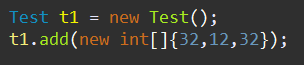 Test t1 = new Test();
t1.add(new int[]{32,12,32});